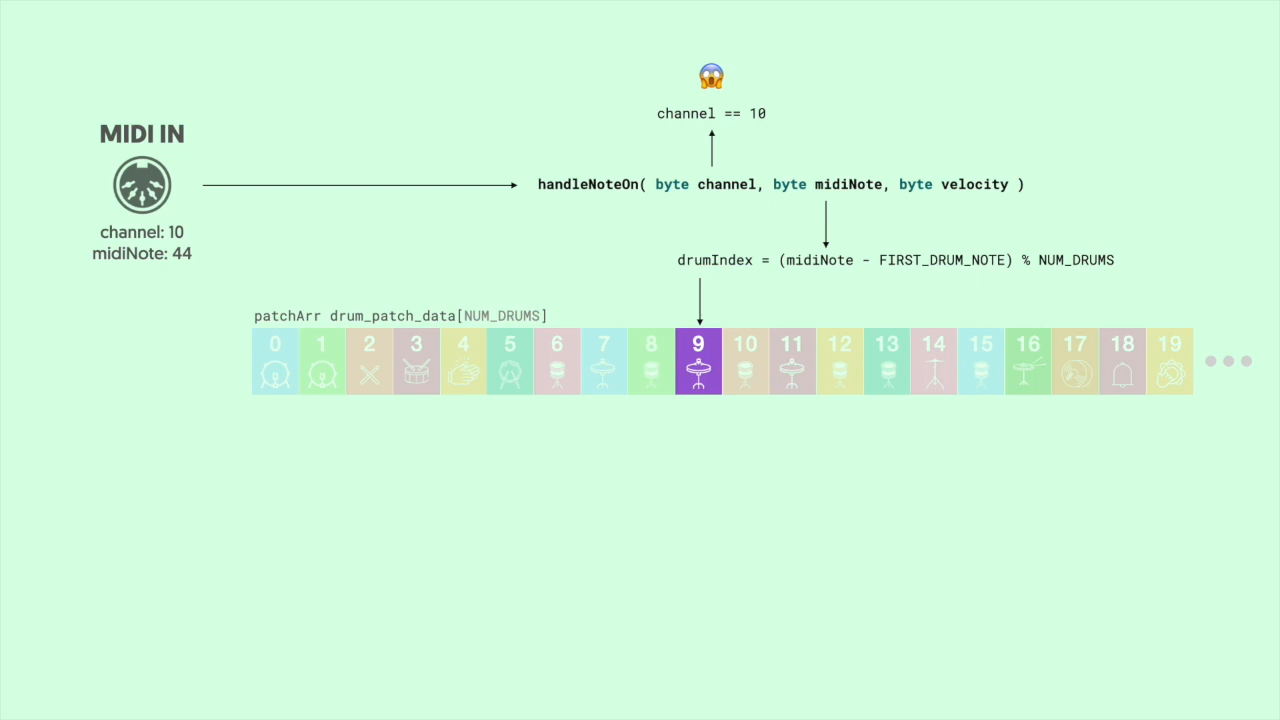 channel == 10
MIDI IN
handleNoteOn( byte channel, byte midiNote, byte velocity )
channel: 10
midiNote: 44
drumIndex = (midiNote - FIRST_DRUM_NOTE) % NUM_DRUMS
patchArr drum_patch_data[NUM_DRUMS]
0 1 2 3 4 5 6 7 8 9 10 11 12 13 14 15 16 17 18 19